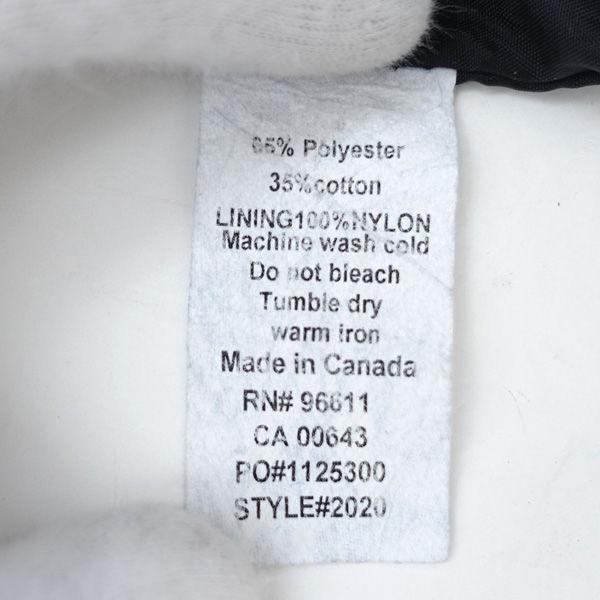 65% Polyester
35%cotton
LINING100%NYLON
Machine wash cold
Do not bleach
Tumble dry
warm iron
Made in Canada
RN# 96611
CA 00643
PO#1125300
STYLE#2020